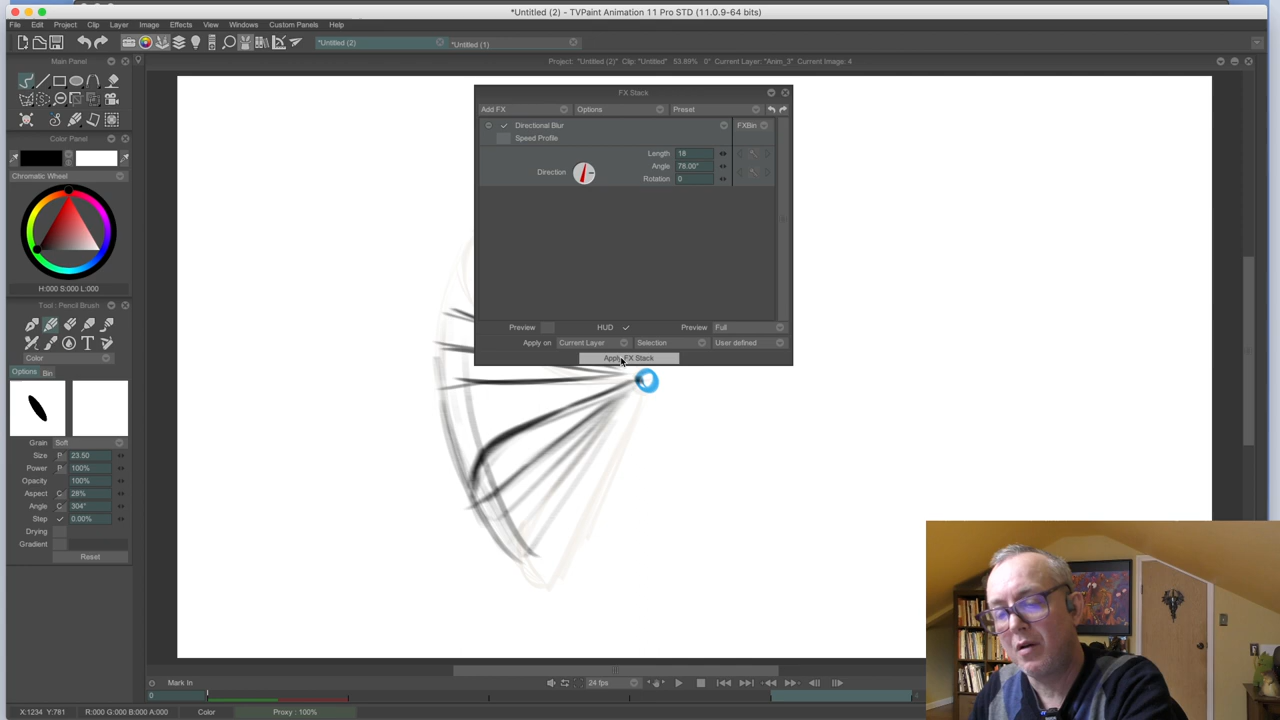 *Untitled (2) - TVPaint Animation 11 Pro STD (11.0.9-64 bits)
File Edit Project Clip Layer Image Effects View Windows Custom Panels Help
*Untitled (2) *Untitled (1)
Main Panel
Project: "Untitled (2)" Clip: "Untitled" 53.89% 0° Current Layer: "Anim_3" Current Image: 4
FX Stack
Add FX Options Preset
Directional Blur FXBin
Speed Profile
Length 16
Angle 78.00°
Direction
Rotation 0
Preview HUD Preview Full
Apply on Current Layer Selection User defined
Apply FX Stack
Color Panel
Chromatic Wheel
H:000 S:000 L:000
Tool : Pencil Brush
Color
Options Bin
Grain Soft
Size P 23.50
Power P 100%
Opacity 100%
Aspect C 28%
Angle C 304°
Step 0.00%
Drying
Gradient
Reset
24 fps
Mark In
0
X:1234 Y:781 R:000 G:000 B:000 A:000 Color Proxy : 100%